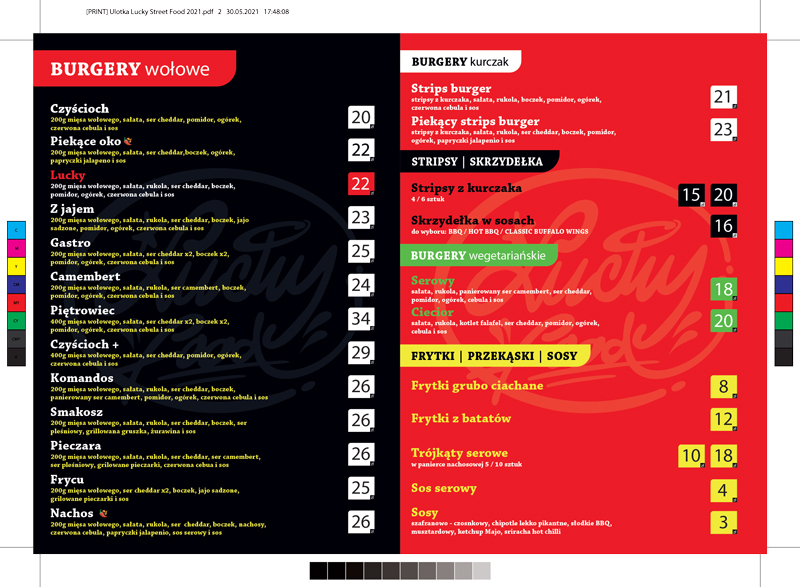 [PRINT] Ulotka Lucky Street Food 2021.pdf 2 30.05.2021 17:48:08
BURGERY wołowe
Czyścioch 20
200g mięsa wołowego, sałata, ser cheddar, pomidor, ogórek,
czerwona cebula i sos
Piekące oko 22
200g mięsa wołowego, sałata, ser cheddar,boczek, ogórek,
papryczki jalapeno i sos
Lucky 22
200g mięsa wołowego, sałata, rukola, ser cheddar, boczek,
pomidor, ogórek, czerwona cebula i sos
Z jajem 23
200g mięsa wołowego, sałata, rukola, ser cheddar, boczek, jajo
sadzone, pomidor, ogórek, czerwona cebula i sos
Gastro 25
200g mięsa wołowego, sałata, ser cheddar x2, boczek x2,
pomidor, ogórek, czerwona cebula i sos
Camembert 24
200g mięsa wołowego, sałata, rukola, ser camembert, boczek,
pomidor, ogórek, czerwona cebula i sos
Piętrowiec 34
400g mięsa wołowego, sałata, ser cheddar x2, boczek x2,
pomidor, ogórek, czerwona cebula i sos
Czyścioch + 29
400g mięsa wołowego, sałata, ser cheddar, pomidor, ogórek,
czerwona cebula i sos
Komandos 26
200g mięsa wołowego, sałata, rukola, ser cheddar, boczek,
panierowany ser camembert, pomidor, ogórek, czerwona cebula i sos
Smakosz 26
200g mięsa wołowego, sałata, rukola, ser cheddar, boczek, ser
pleśniowy, grillowana gruszka, żurawina i sos
Pieczara 26
200g mięsa wołowego, sałata, rukola, ser cheddar, ser camembert,
ser pleśniowy, grilowane pieczarki, czerwona cebua i sos
Frycu 25
200g mięsa wołowego, ser cheddar x2, boczek, jajo sadzone,
grilowane pieczarki i sos
Nachos 26
200g mięsa wołowego, sałata, rukola, ser cheddar, boczek, nachosy,
czerwona cebula, papryczki jalapenio, sos serowy i sos
BURGERY kurczak
Strips burger 21
stripsy z kurczaka, sałata, rukola, boczek, pomidor, ogórek,
czerwona cebula i sos
Piekący strips burger 23
stripsy z kurczaka, sałata, rukola, ser cheddar, boczek, pomidor,
ogórek, papryczki jalapenio i sos
STRIPSY | SKRZYDEŁKA
Stripsy z kurczaka 15 20
4 / 6 sztuk
Skrzydełka w sosach 16
do wyboru: BBQ / HOT BBQ / CLASSIC BUFFALO WINGS
BURGERY wegetariańskie
Serowy 18
sałata, rukola, panierowany ser camembert, ser cheddar,
pomidor, ogórek, czerwona cebula i sos
Ciecior 20
sałata, rukola, kotlet falafel, ser cheddar, pomidor, ogórek,
cebula i sos
FRYTKI | PRZEKĄSKI | SOSY
Frytki grubo ciachane 8
Frytki z batatów 12
Trójkąty serowe 10 18
w panierce nachosowej 5 / 10 sztuk
Sos serowy 4
Sosy 3
szafranowo - czosnkowy, chipotle lekko pikantne, słodkie BBQ,
musztardowy, ketchup Majo, sriracha hot chilli